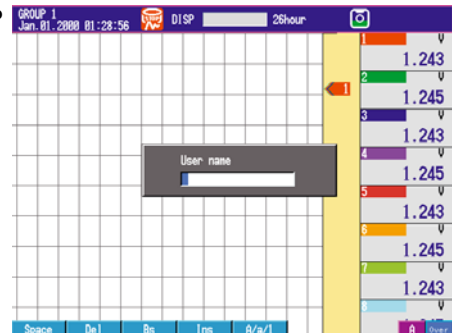 GROUP 1
Jan.01.2000 01:28:56
DISP
26hour
1 V
1.243
2 V
1.245
3 V
1.243
4 V
1.245
5 V
1.243
6 V
1.245
7 V
1.243
8 V
1
User name
Space Del Bs Ins A/a/1
A Over